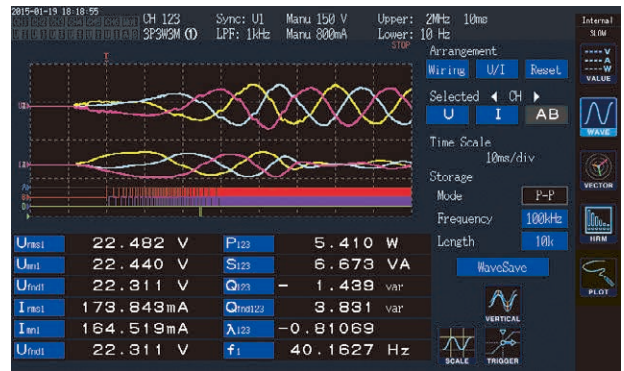 2015-01-19 18:18:55
CH 123 Sync: U1 Manu 150 V Upper: 2MHz 10ms
3P3W3M ① LPF: 1kHz Manu 800mA Lower: 10 Hz
STOP
Internal
SLOW
Arrangement
Wiring U/I Reset
VALUE
Selected ◀ CH ▶
U I AB
WAVE
Time Scale
10ms/div
Storage
VECTOR
Mode P-P
Frequency 100kHz
Length 10k
HRM
WaveSave
PLOT
Urms1 22.482 V P123 5.410 W
Umn1 22.440 V S123 6.673 VA
Ufnd1 22.311 V Q123 - 1.439 var
Irms1 173.843mA Qfnd123 3.831 var
Imn1 164.519mA λ123 -0.81069
Ufnd1 22.311 V f1 40.1627 Hz
VERTICAL
SCALE TRIGGER